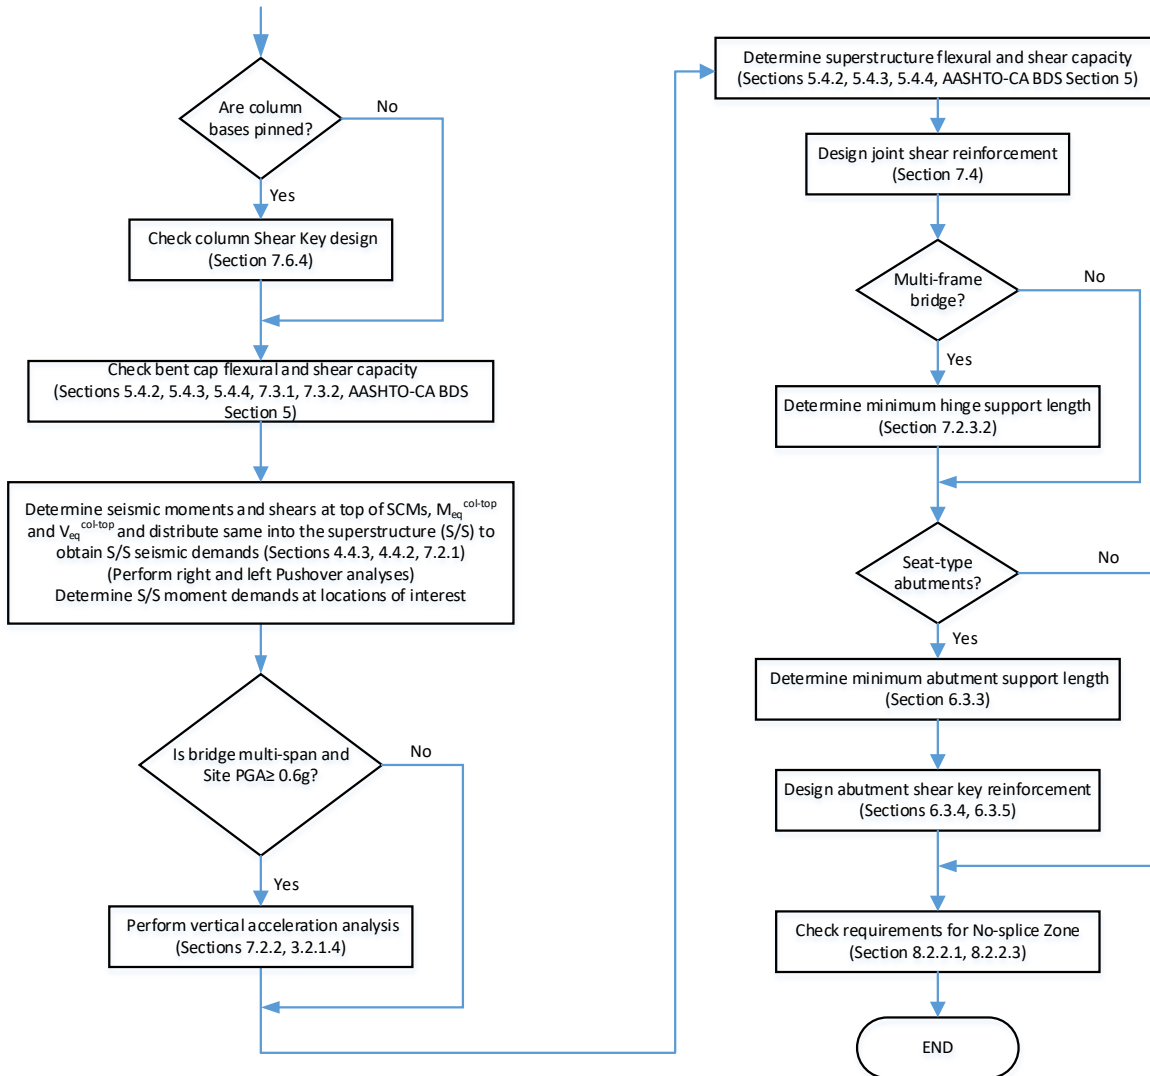 Are column
bases pinned?
No
Yes
Check column Shear Key design
(Section 7.6.4)
Check bent cap flexural and shear capacity
(Sections 5.4.2, 5.4.3, 5.4.4, 7.3.1, 7.3.2, AASHTO-CA BDS
Section 5)
Determine seismic moments and shears at top of SCMs, M_eq^col-top
and V_eq^col-top and distribute same into the superstructure (S/S) to
obtain S/S seismic demands (Sections 4.4.3, 4.4.2, 7.2.1)
(Perform right and left Pushover analyses)
Determine S/S moment demands at locations of interest
Is bridge multi-span and
Site PGA≥ 0.6g?
No
Yes
Perform vertical acceleration analysis
(Sections 7.2.2, 3.2.1.4)
Determine superstructure flexural and shear capacity
(Sections 5.4.2, 5.4.3, 5.4.4, AASHTO-CA BDS Section 5)
Design joint shear reinforcement
(Section 7.4)
Multi-frame
bridge?
No
Yes
Determine minimum hinge support length
(Section 7.2.3.2)
Seat-type
abutments?
No
Yes
Determine minimum abutment support length
(Section 6.3.3)
Design abutment shear key reinforcement
(Sections 6.3.4, 6.3.5)
Check requirements for No-splice Zone
(Section 8.2.2.1, 8.2.2.3)
END